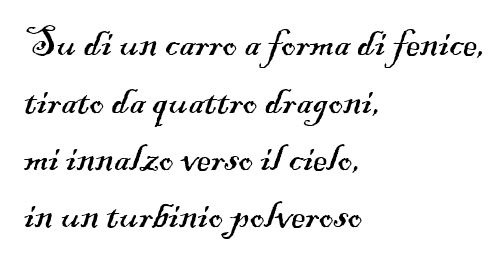 Su di un carro a forma di fenice,
tirato da quattro dragoni,
mi innalzo verso il cielo,
in un turbinio polveroso